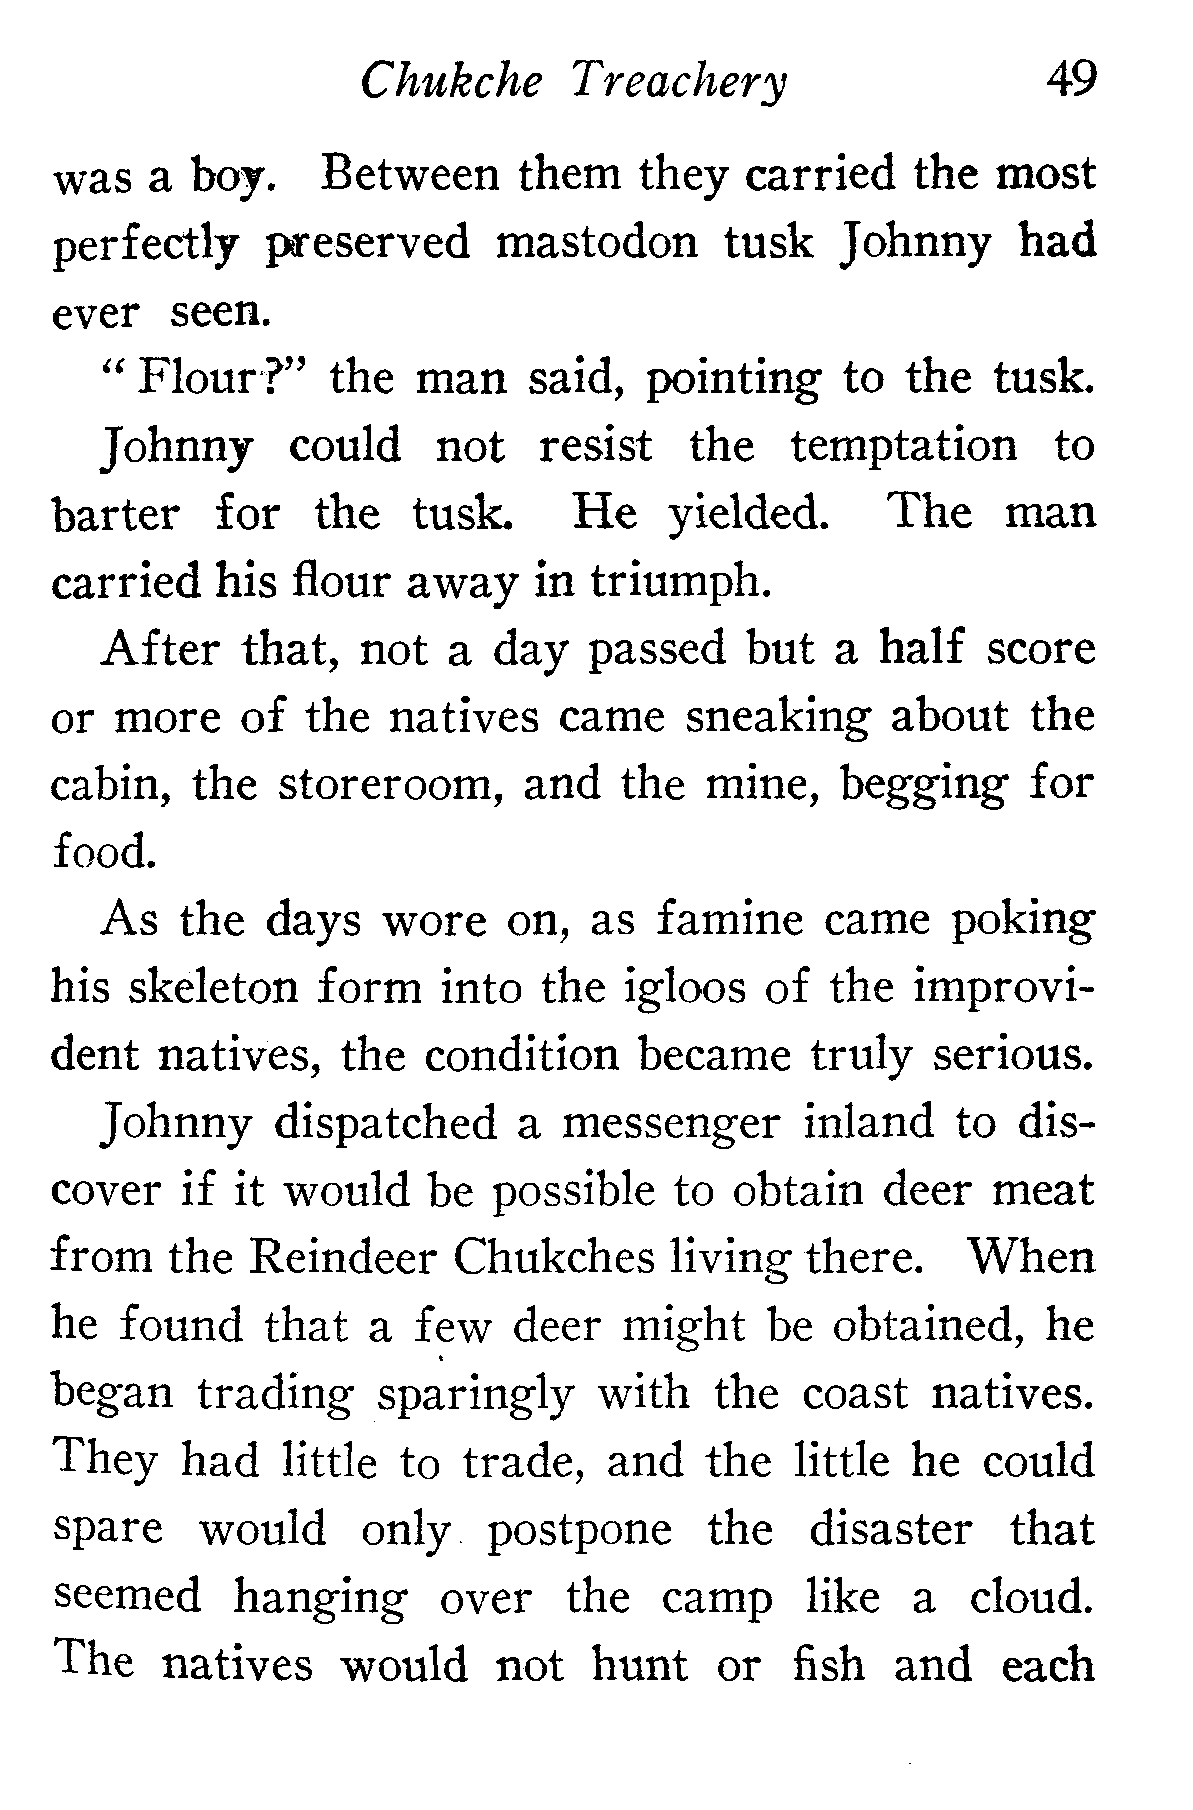 Chukche Treachery 49
was a boy. Between them they carried the most
perfectly preserved mastodon tusk Johnny had
ever seen.
“ Flour?” the man said, pointing to the tusk.
Johnny could not resist the temptation to
barter for the tusk. He yielded. The man
carried his flour away in triumph.
After that, not a day passed but a half score
or more of the natives came sneaking about the
cabin, the storeroom, and the mine, begging for
food.
As the days wore on, as famine came poking
his skeleton form into the igloos of the improvi-
dent natives, the condition became truly serious.
Johnny dispatched a messenger inland to dis-
cover if it would be possible to obtain deer meat
from the Reindeer Chukches living there. When
he found that a few deer might be obtained, he
began trading sparingly with the coast natives.
They had little to trade, and the little he could
spare would only postpone the disaster that
seemed hanging over the camp like a cloud.
The natives would not hunt or fish and each